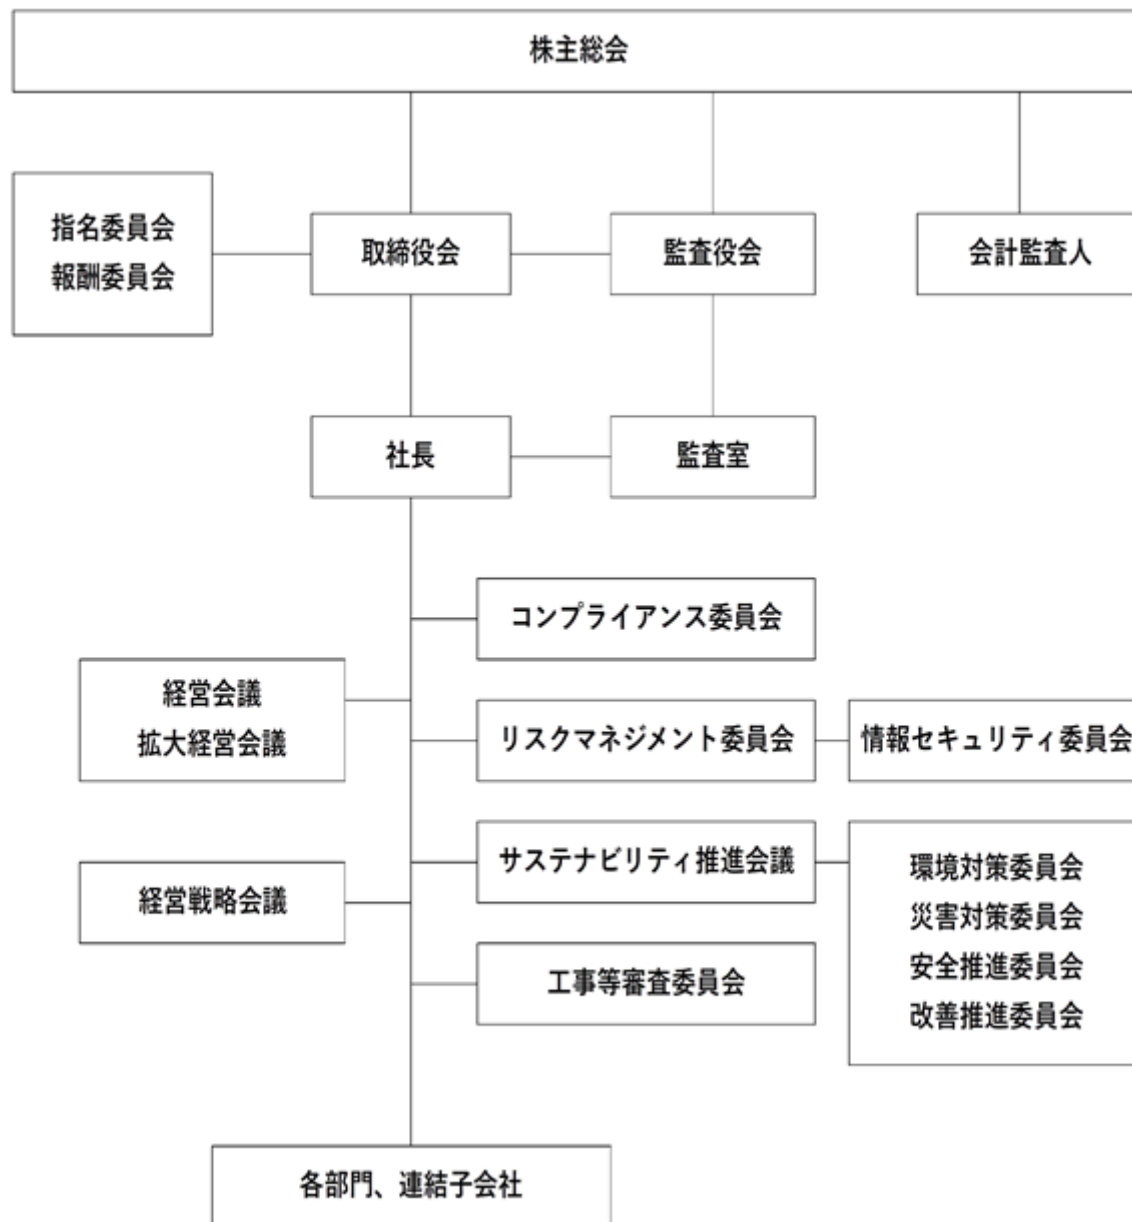 株主総会
指名委員会
報酬委員会
取締役会
監査役会
会計監査人
社長
監査室
コンプライアンス委員会
経営会議
拡大経営会議
リスクマネジメント委員会
情報セキュリティ委員会
サステナビリティ推進会議
経営戦略会議
環境対策委員会
災害対策委員会
安全推進委員会
改善推進委員会
工事等審査委員会
各部門、連結子会社